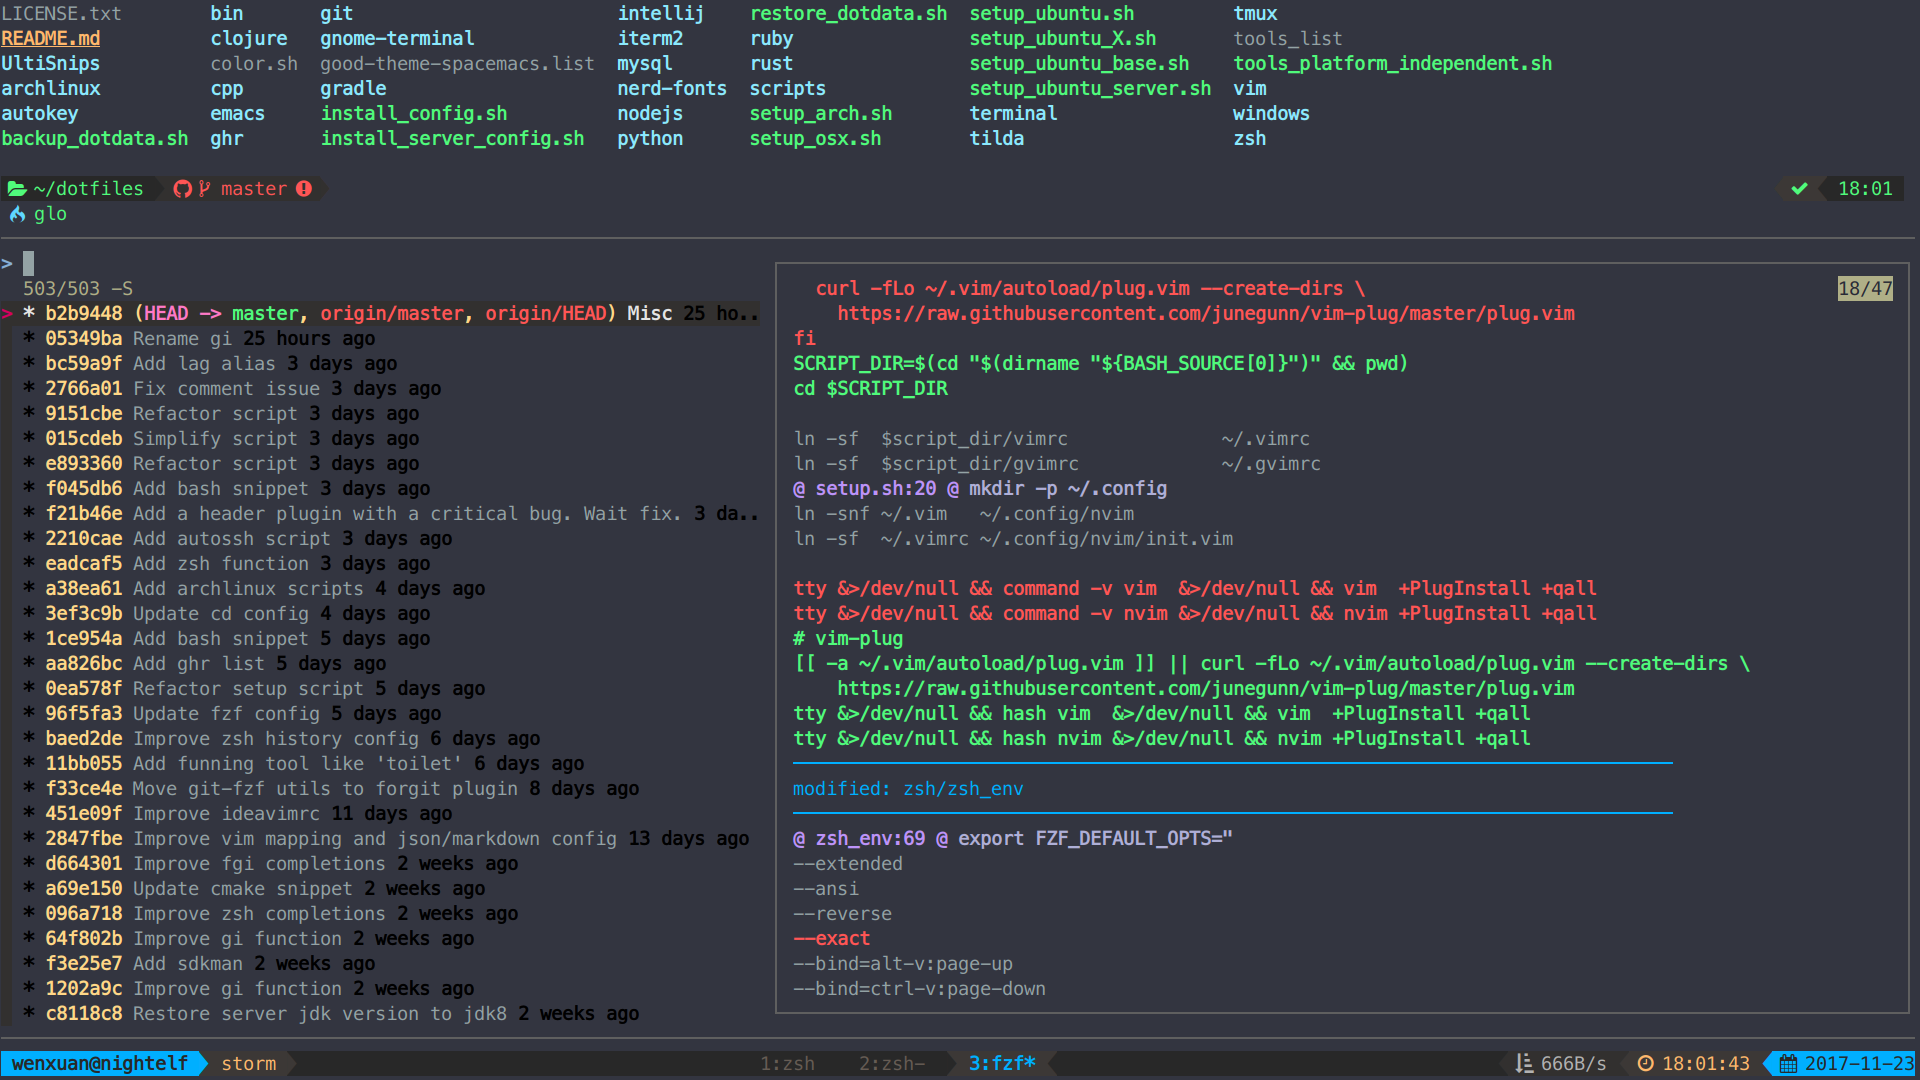 LICENSE.txt bin git intellij restore_dotdata.sh setup_ubuntu.sh tmux
README.md clojure gnome-terminal iterm2 ruby setup_ubuntu_X.sh tools_list
UltiSnips color.sh good-theme-spacemacs.list mysql rust setup_ubuntu_base.sh tools_platform_independent.sh
archlinux cpp gradle nerd-fonts scripts setup_ubuntu_server.sh vim
autokey emacs install_config.sh nodejs setup_arch.sh terminal windows
backup_dotdata.sh ghr install_server_config.sh python setup_osx.sh tilda zsh
~/dotfiles master 18:01
glo
>
503/503 -S
> * b2b9448 (HEAD -> master, origin/master, origin/HEAD) Misc 25 ho..
* 05349ba Rename gi 25 hours ago
* bc59a9f Add lag alias 3 days ago
* 2766a01 Fix comment issue 3 days ago
* 9151cbe Refactor script 3 days ago
* 015cdeb Simplify script 3 days ago
* e893360 Refactor script 3 days ago
* f045db6 Add bash snippet 3 days ago
* f21b46e Add a header plugin with a critical bug. Wait fix. 3 da..
* 2210cae Add autossh script 3 days ago
* eadcaf5 Add zsh function 3 days ago
* a38ea61 Add archlinux scripts 4 days ago
* 3ef3c9b Update cd config 4 days ago
* 1ce954a Add bash snippet 5 days ago
* aa826bc Add ghr list 5 days ago
* 0ea578f Refactor setup script 5 days ago
* 96f5fa3 Update fzf config 5 days ago
* baed2de Improve zsh history config 6 days ago
* 11bb055 Add funning tool like 'toilet' 6 days ago
* f33ce4e Move git-fzf utils to forgit plugin 8 days ago
* 451e09f Improve ideavimrc 11 days ago
* 2847fbe Improve vim mapping and json/markdown config 13 days ago
* d664301 Improve fgi completions 2 weeks ago
* a69e150 Update cmake snippet 2 weeks ago
* 096a718 Improve zsh completions 2 weeks ago
* 64f802b Improve gi function 2 weeks ago
* f3e25e7 Add sdkman 2 weeks ago
* 1202a9c Improve gi function 2 weeks ago
* c8118c8 Restore server jdk version to jdk8 2 weeks ago
curl -fLo ~/.vim/autoload/plug.vim --create-dirs \ 18/47
https://raw.githubusercontent.com/junegunn/vim-plug/master/plug.vim
fi
SCRIPT_DIR=$(cd "$(dirname "${BASH_SOURCE[0]}")" && pwd)
cd $SCRIPT_DIR
ln -sf $script_dir/vimrc ~/.vimrc
ln -sf $script_dir/gvimrc ~/.gvimrc
@ setup.sh:20 @ mkdir -p ~/.config
ln -snf ~/.vim ~/.config/nvim
ln -sf ~/.vimrc ~/.config/nvim/init.vim
tty &>/dev/null && command -v vim &>/dev/null && vim +PlugInstall +qall
tty &>/dev/null && command -v nvim &>/dev/null && nvim +PlugInstall +qall
# vim-plug
[[ -a ~/.vim/autoload/plug.vim ]] || curl -fLo ~/.vim/autoload/plug.vim --create-dirs \
https://raw.githubusercontent.com/junegunn/vim-plug/master/plug.vim
tty &>/dev/null && hash vim &>/dev/null && vim +PlugInstall +qall
tty &>/dev/null && hash nvim &>/dev/null && nvim +PlugInstall +qall
modified: zsh/zsh_env
@ zsh_env:69 @ export FZF_DEFAULT_OPTS="
--extended
--ansi
--reverse
--exact
--bind=alt-v:page-up
--bind=ctrl-v:page-down
wenxuan@nightelf storm 1:zsh 2:zsh- 3:fzf* 666B/s 18:01:43 2017-11-23